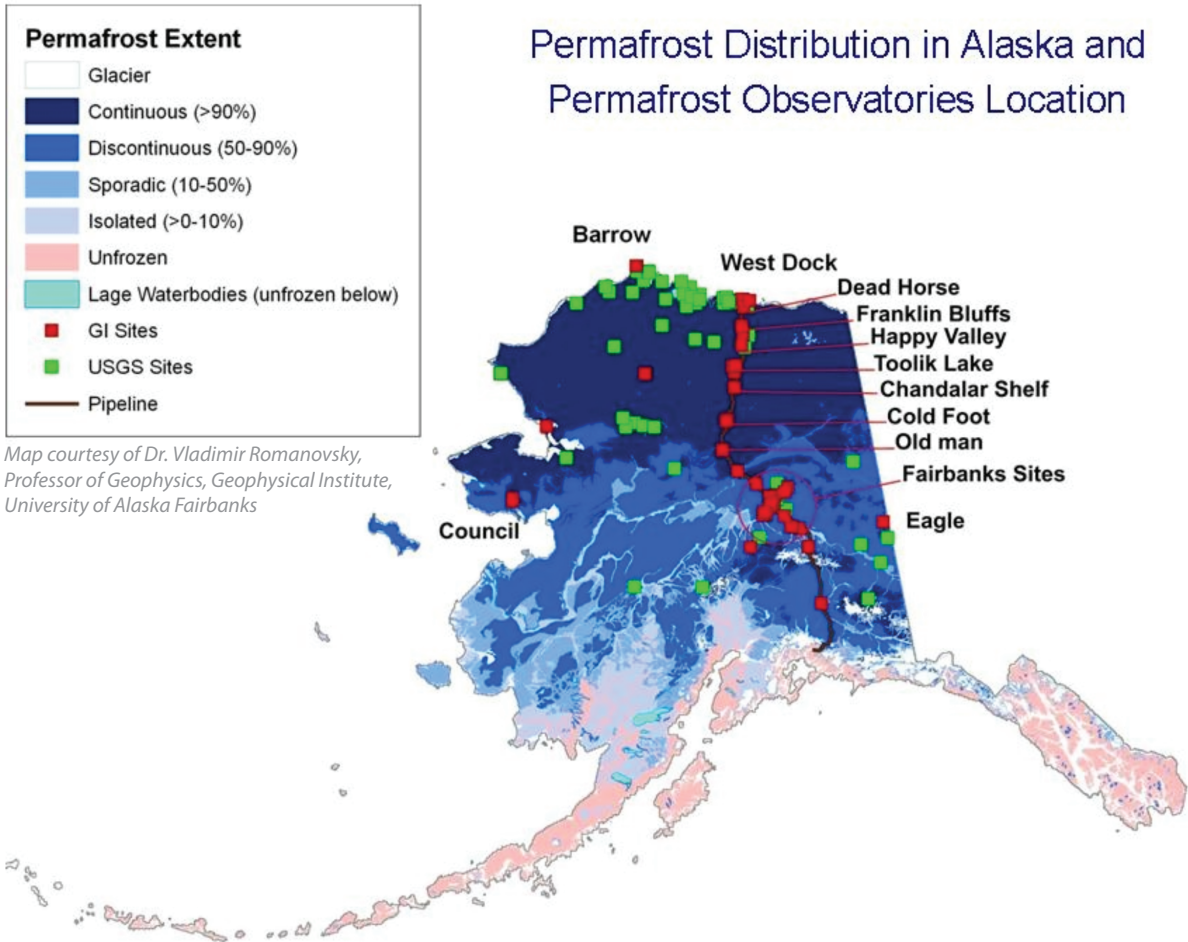 Permafrost Distribution in Alaska and
Permafrost Observatories Location
Permafrost Extent
Glacier
Continuous (>90%)
Discontinuous (50-90%)
Sporadic (10-50%)
Isolated (>0-10%)
Unfrozen
Lage Waterbodies (unfrozen below)
GI Sites
USGS Sites
Pipeline
Map courtesy of Dr. Vladimir Romanovsky,
Professor of Geophysics, Geophysical Institute,
University of Alaska Fairbanks
Barrow
West Dock
Dead Horse
Franklin Bluffs
Happy Valley
Toolik Lake
Chandalar Shelf
Cold Foot
Old man
Fairbanks Sites
Eagle
Council